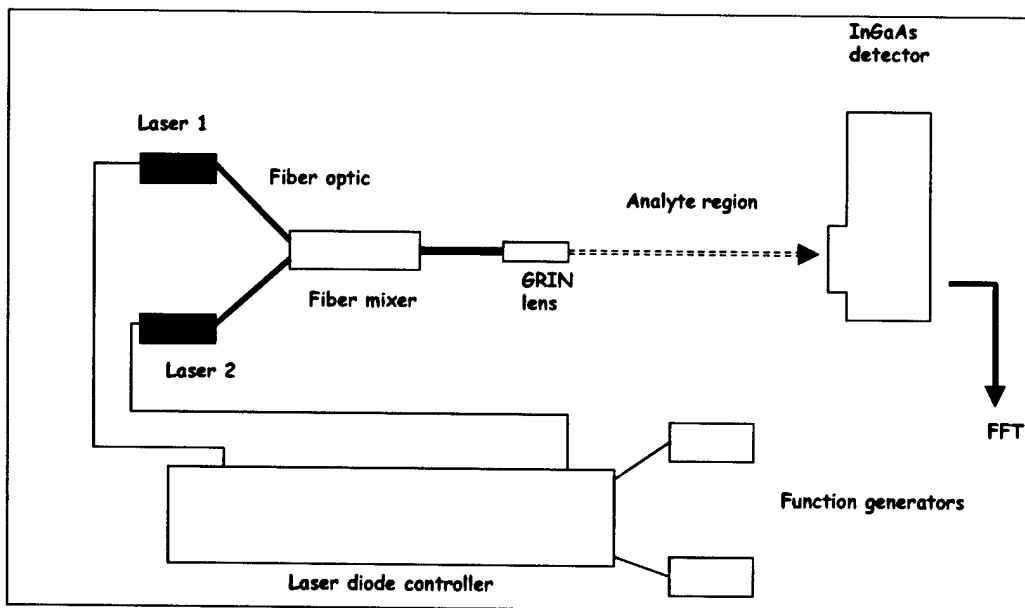 InGaAs
detector
Laser 1
Fiber optic
Analyte region
GRIN
lens
Fiber mixer
Laser 2
FFT
Function generators
Laser diode controller